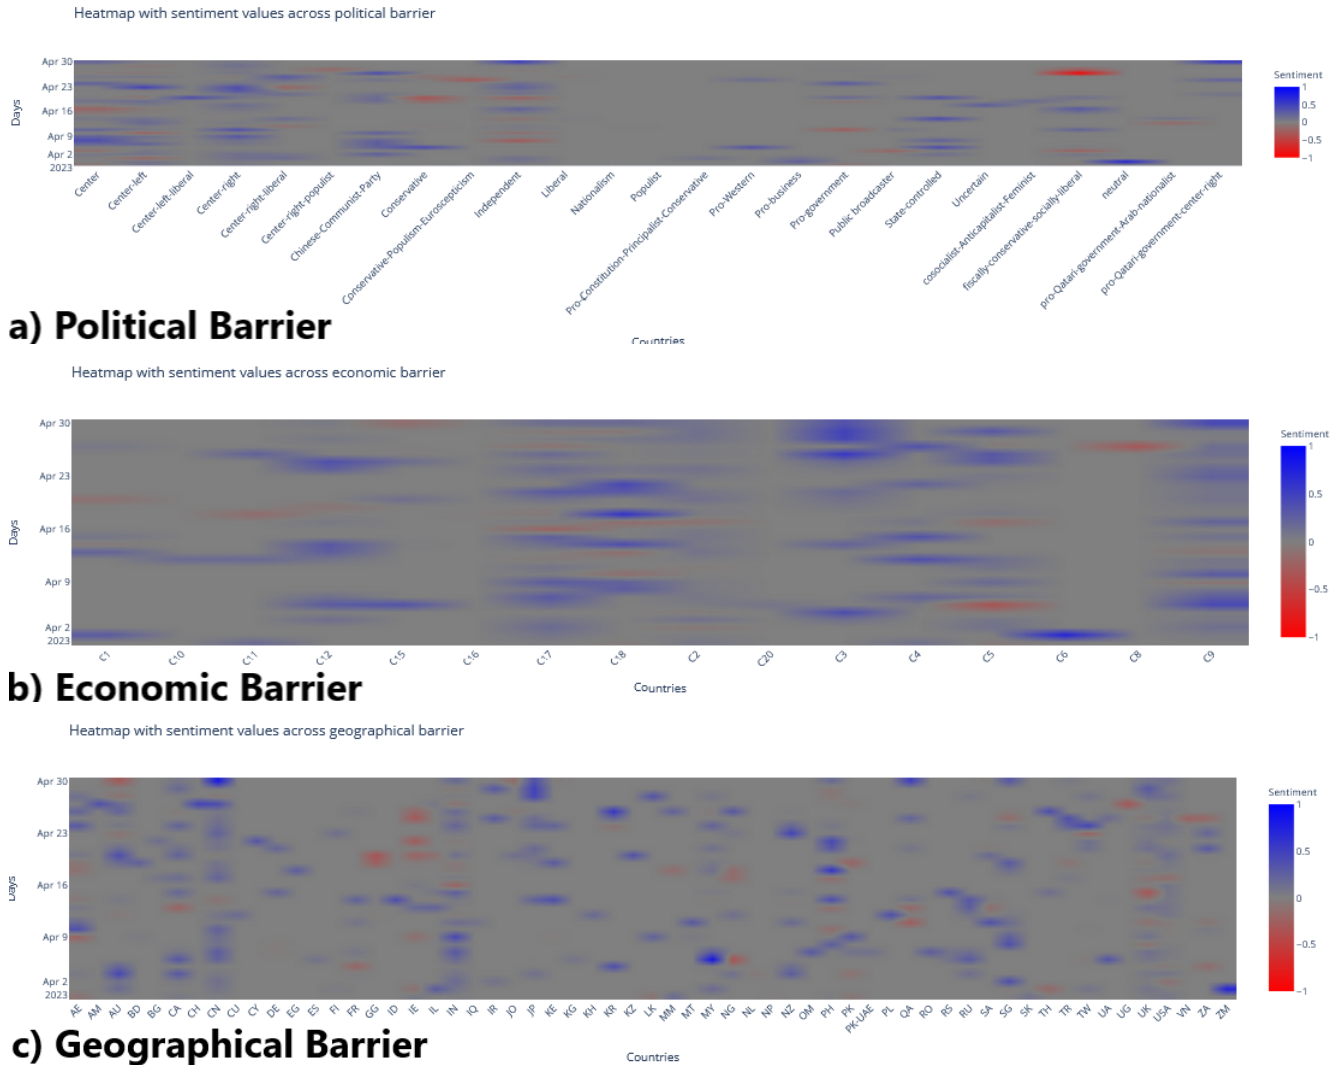 Heatmap with sentiment values across political barrier
Apr 30
Apr 23
Apr 16
Apr 9
Apr 2
2023
Days
Sentiment
1
0.5
0
−0.5
−1
Center
Center-left
Center-left-liberal
Center-right
Center-right-liberal
Center-right-populist
Chinese-Communist-Party
Conservative
Conservative-Populism-Euroscepticism
Independent
Liberal
Nationalism
Populist
Pro-Constitution-Principalist-Conservative
Pro-Western
Pro-business
Pro-government
Public broadcaster
State-controlled
Uncertain
cosocialist-Anticapitalist-Feminist
fiscally-conservative-socially-liberal
neutral
pro-Qatari-government-Arab-nationalist
pro-Qatari-government-center-right
Countries
a) Political Barrier
Heatmap with sentiment values across economic barrier
Apr 30
Apr 23
Apr 16
Apr 9
Apr 2
2023
Days
Sentiment
1
0.5
0
−0.5
−1
C1
C10
C11
C12
C15
C16
C17
C18
C2
C20
C3
C4
C5
C6
C8
C9
Countries
b) Economic Barrier
Heatmap with sentiment values across geographical barrier
Apr 30
Apr 23
Apr 16
Apr 9
Apr 2
2023
Days
Sentiment
1
0.5
0
−0.5
−1
AE
AM
AU
BD
BG
CA
CH
CN
CU
CY
DE
EG
ES
FI
FR
GG
ID
IE
IL
IN
IQ
IR
JO
JP
KE
KG
KH
KR
KZ
LK
MM
MT
MY
NG
NL
NP
NZ
OM
PH
PK
PK-UAE
PL
QA
RO
RS
RU
SA
SG
SK
TH
TR
TW
UA
UG
UK
USA
VN
ZA
ZM
Countries
c) Geographical Barrier